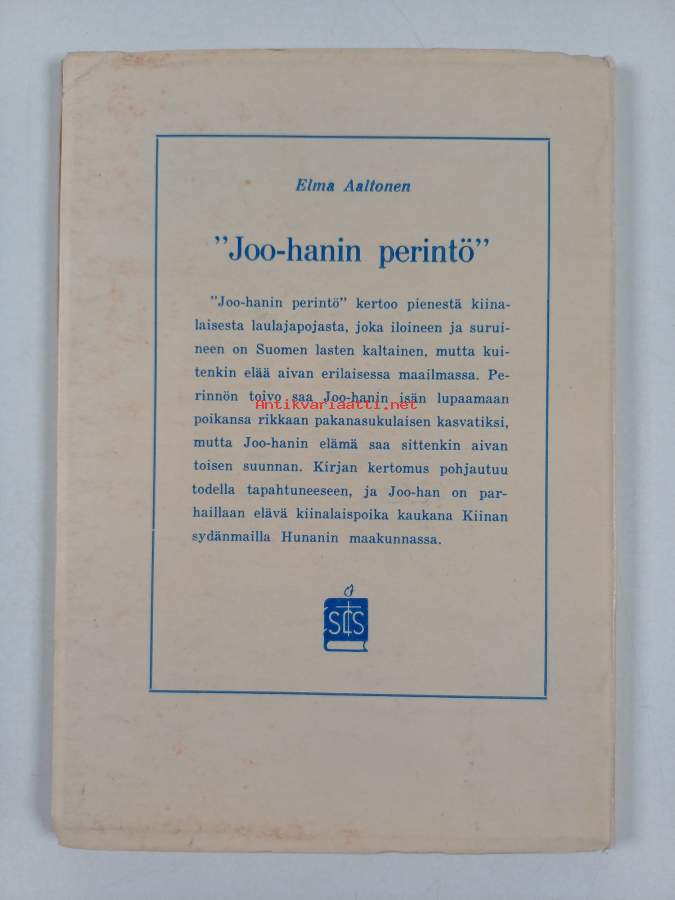 Elma Aaltonen
”Joo-hanin perintö”
”Joo-hanin perintö” kertoo pienestä kiina-
laisesta laulajapojasta, joka iloineen ja surui-
neen on Suomen lasten kaltainen, mutta kui-
tenkin elää aivan erilaisessa maailmassa. Pe-
rinnön toivo saa Joo-hanin isän lupaamaan
Antikvariaatti.net
poikansa rikkaan pakanasukulaisen kasvatiksi,
mutta Joo-hanin elämä saa sittenkin aivan
toisen suunnan. Kirjan kertomus pohjautuu
todella tapahtuneeseen, ja Joo-han on par-
haillaan elävä kiinalaispoika kaukana Kiinan
sydänmailla Hunanin maakunnassa.
SCS